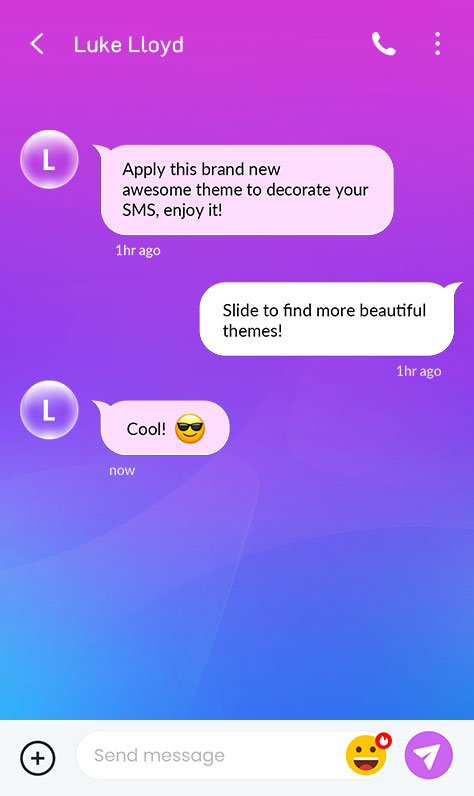 Luke Lloyd
L
Apply this brand new
awesome theme to decorate your
SMS, enjoy it!
1hr ago
Slide to find more beautiful
themes!
1hr ago
L
Cool! 😎
now
Send message